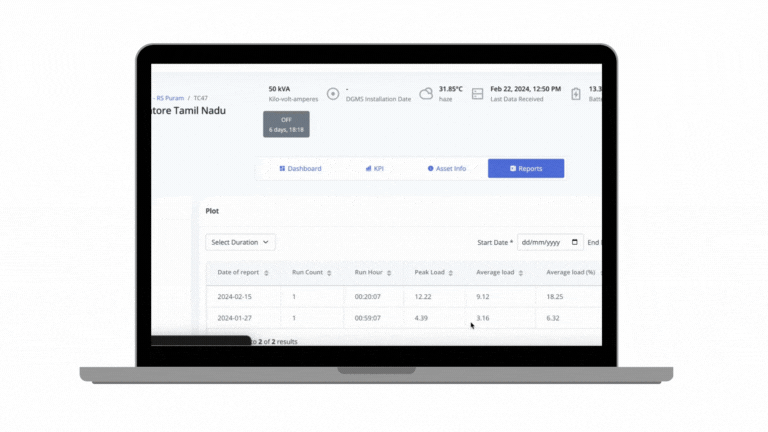 50 kVA
Kilo-volt-amperes
-
DGMS Installation Date
31.85°C
haze
Feb 22, 2024, 12:50 PM
Last Data Received
13.3
Batte
- RS Puram / TC47
atore Tamil Nadu
OFF
6 days, 18:18
Dashboard
KPI
Asset Info
Reports
Plot
Select Duration
Start Date *
dd/mm/yyyy
End
Date of report
Run Count
Run Hour
Peak Load
Average load
Average load (%)
2024-02-15 1 00:20:07 12.22 9.12 18.25
2024-01-27 1 00:59:07 4.39 3.16 6.32
to 2 of 2 results